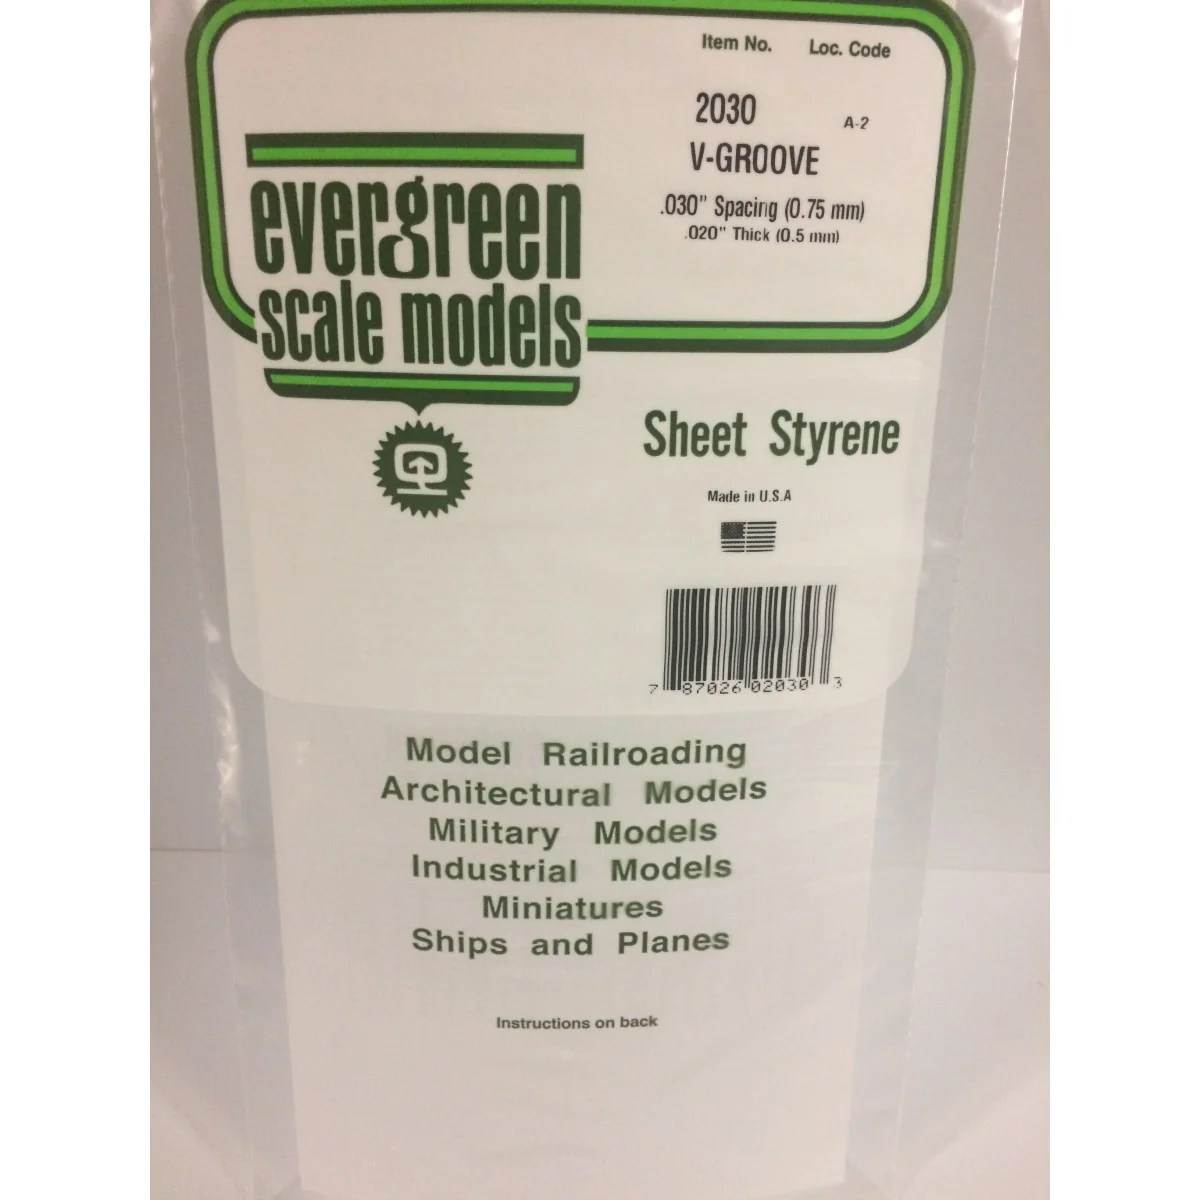 Item No. Loc. Code
2030 A-2
V-GROOVE
.030" Spacing (0.75 mm)
.020" Thick (0.5 mm)
evergreen
scale models
Sheet Styrene
Made in U.S.A
7 87026 02030 3
Model Railroading
Architectural Models
Military Models
Industrial Models
Miniatures
Ships and Planes
Instructions on back